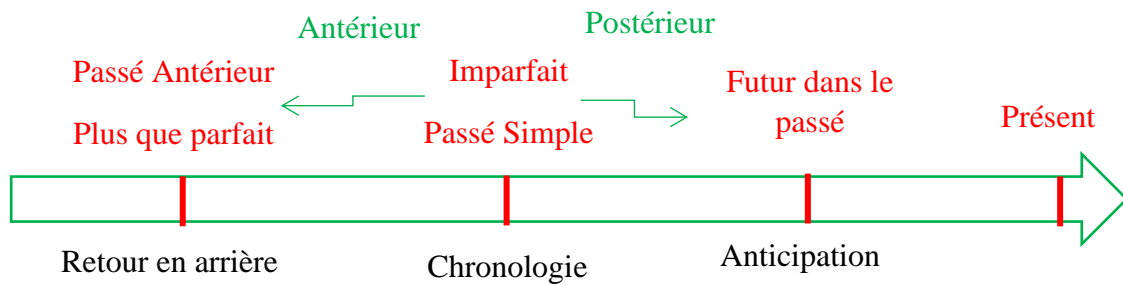 Antérieur
Postérieur
Passé Antérieur
Imparfait
Futur dans le
passé
Plus que parfait
Passé Simple
Présent
Retour en arrière
Chronologie
Anticipation